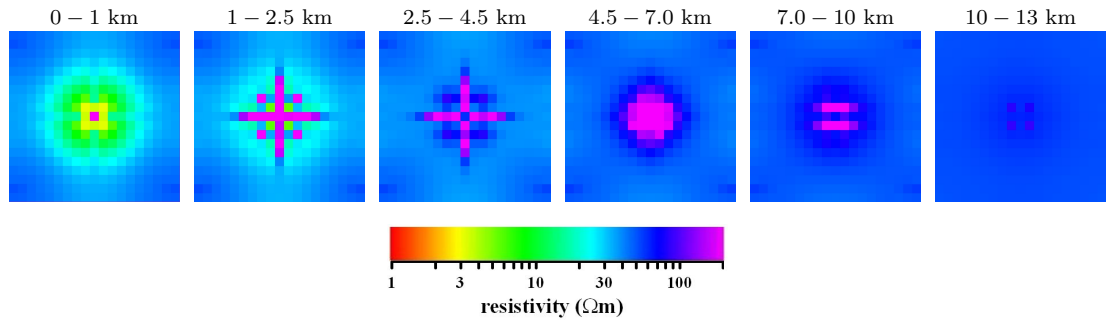 0 − 1 km 1 − 2.5 km 2.5 − 4.5 km 4.5 − 7.0 km 7.0 − 10 km 10 − 13 km
1 3 10 30 100
resistivity (Ωm)